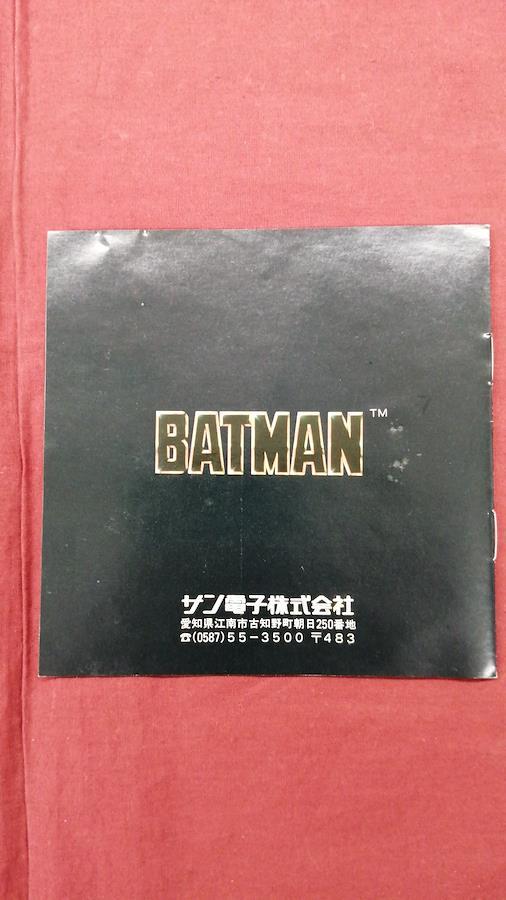 BATMAN™
サン電子株式会社
愛知県江南市古知野町朝日250番地
☎(0587)55-3500 〒483